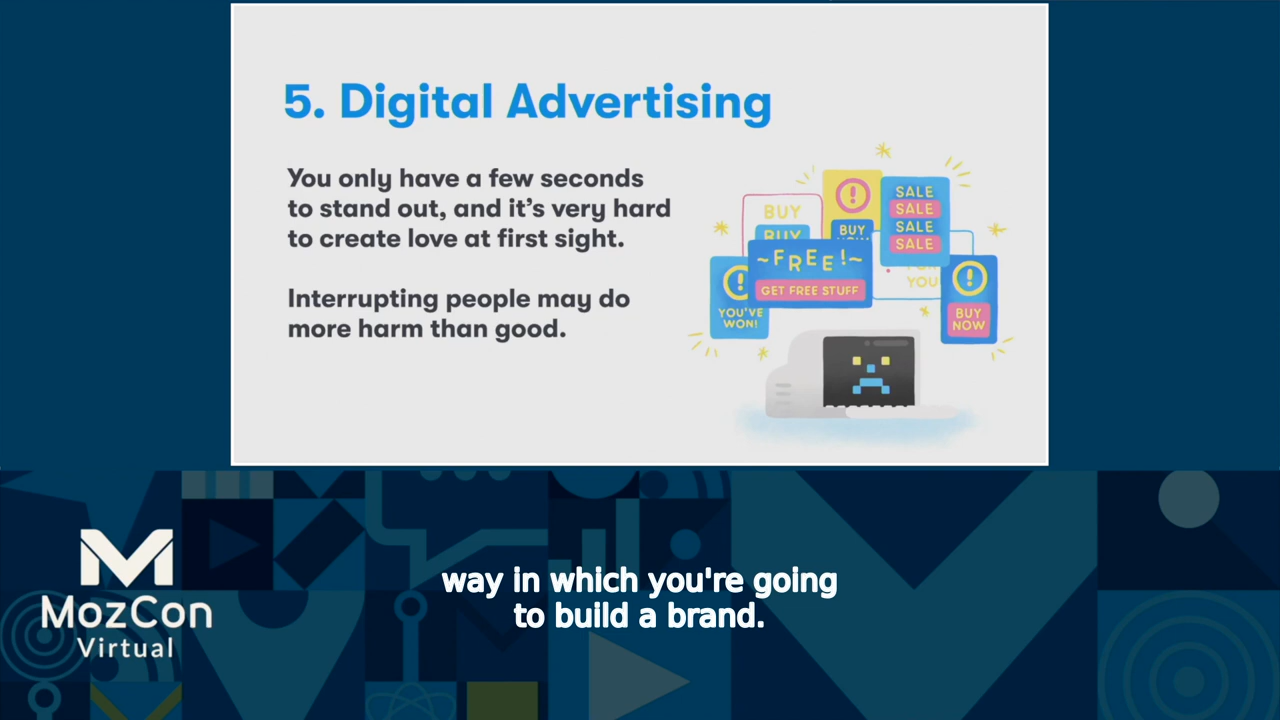 5. Digital Advertising
You only have a few seconds
to stand out, and it's very hard
to create love at first sight.
Interrupting people may do
more harm than good.
BUY
BUY
BUY
SALE
SALE
SALE
SALE
~FREE!~
GET FREE STUFF
YOU
YOU'VE
WON!
BUY
NOW
way in which you're going
to build a brand.
MozCon
Virtual